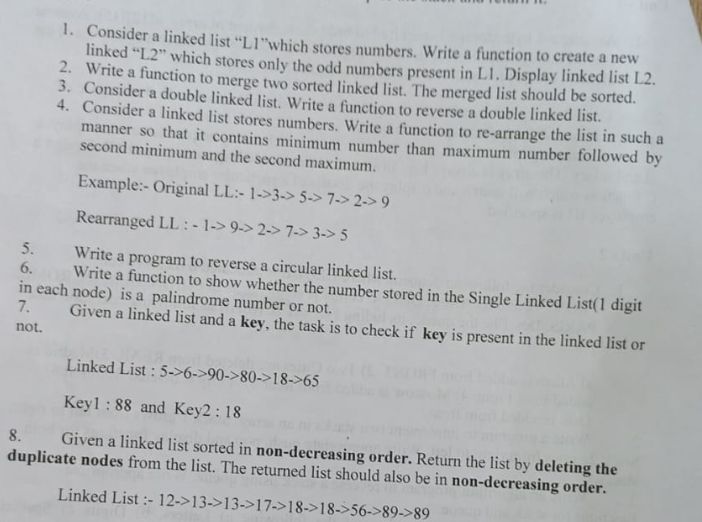 and return it.
1. Consider a linked list “L1”which stores numbers. Write a function to create a new
linked “L2” which stores only the odd numbers present in L1. Display linked list L2.
2. Write a function to merge two sorted linked list. The merged list should be sorted.
3. Consider a double linked list. Write a function to reverse a double linked list.
4. Consider a linked list stores numbers. Write a function to re-arrange the list in such a
manner so that it contains minimum number than maximum number followed by
second minimum and the second maximum.
Example:- Original LL:- 1->3-> 5-> 7-> 2-> 9
Rearranged LL : - 1-> 9-> 2-> 7-> 3-> 5
5. Write a program to reverse a circular linked list.
6. Write a function to show whether the number stored in the Single Linked List(1 digit
in each node) is a palindrome number or not.
7. Given a linked list and a key, the task is to check if key is present in the linked list or
not.
Linked List : 5->6->90->80->18->65
Key1 : 88 and Key2 : 18
8. Given a linked list sorted in non-decreasing order. Return the list by deleting the
duplicate nodes from the list. The returned list should also be in non-decreasing order.
Linked List :- 12->13->13->17->18->18->56->89->89